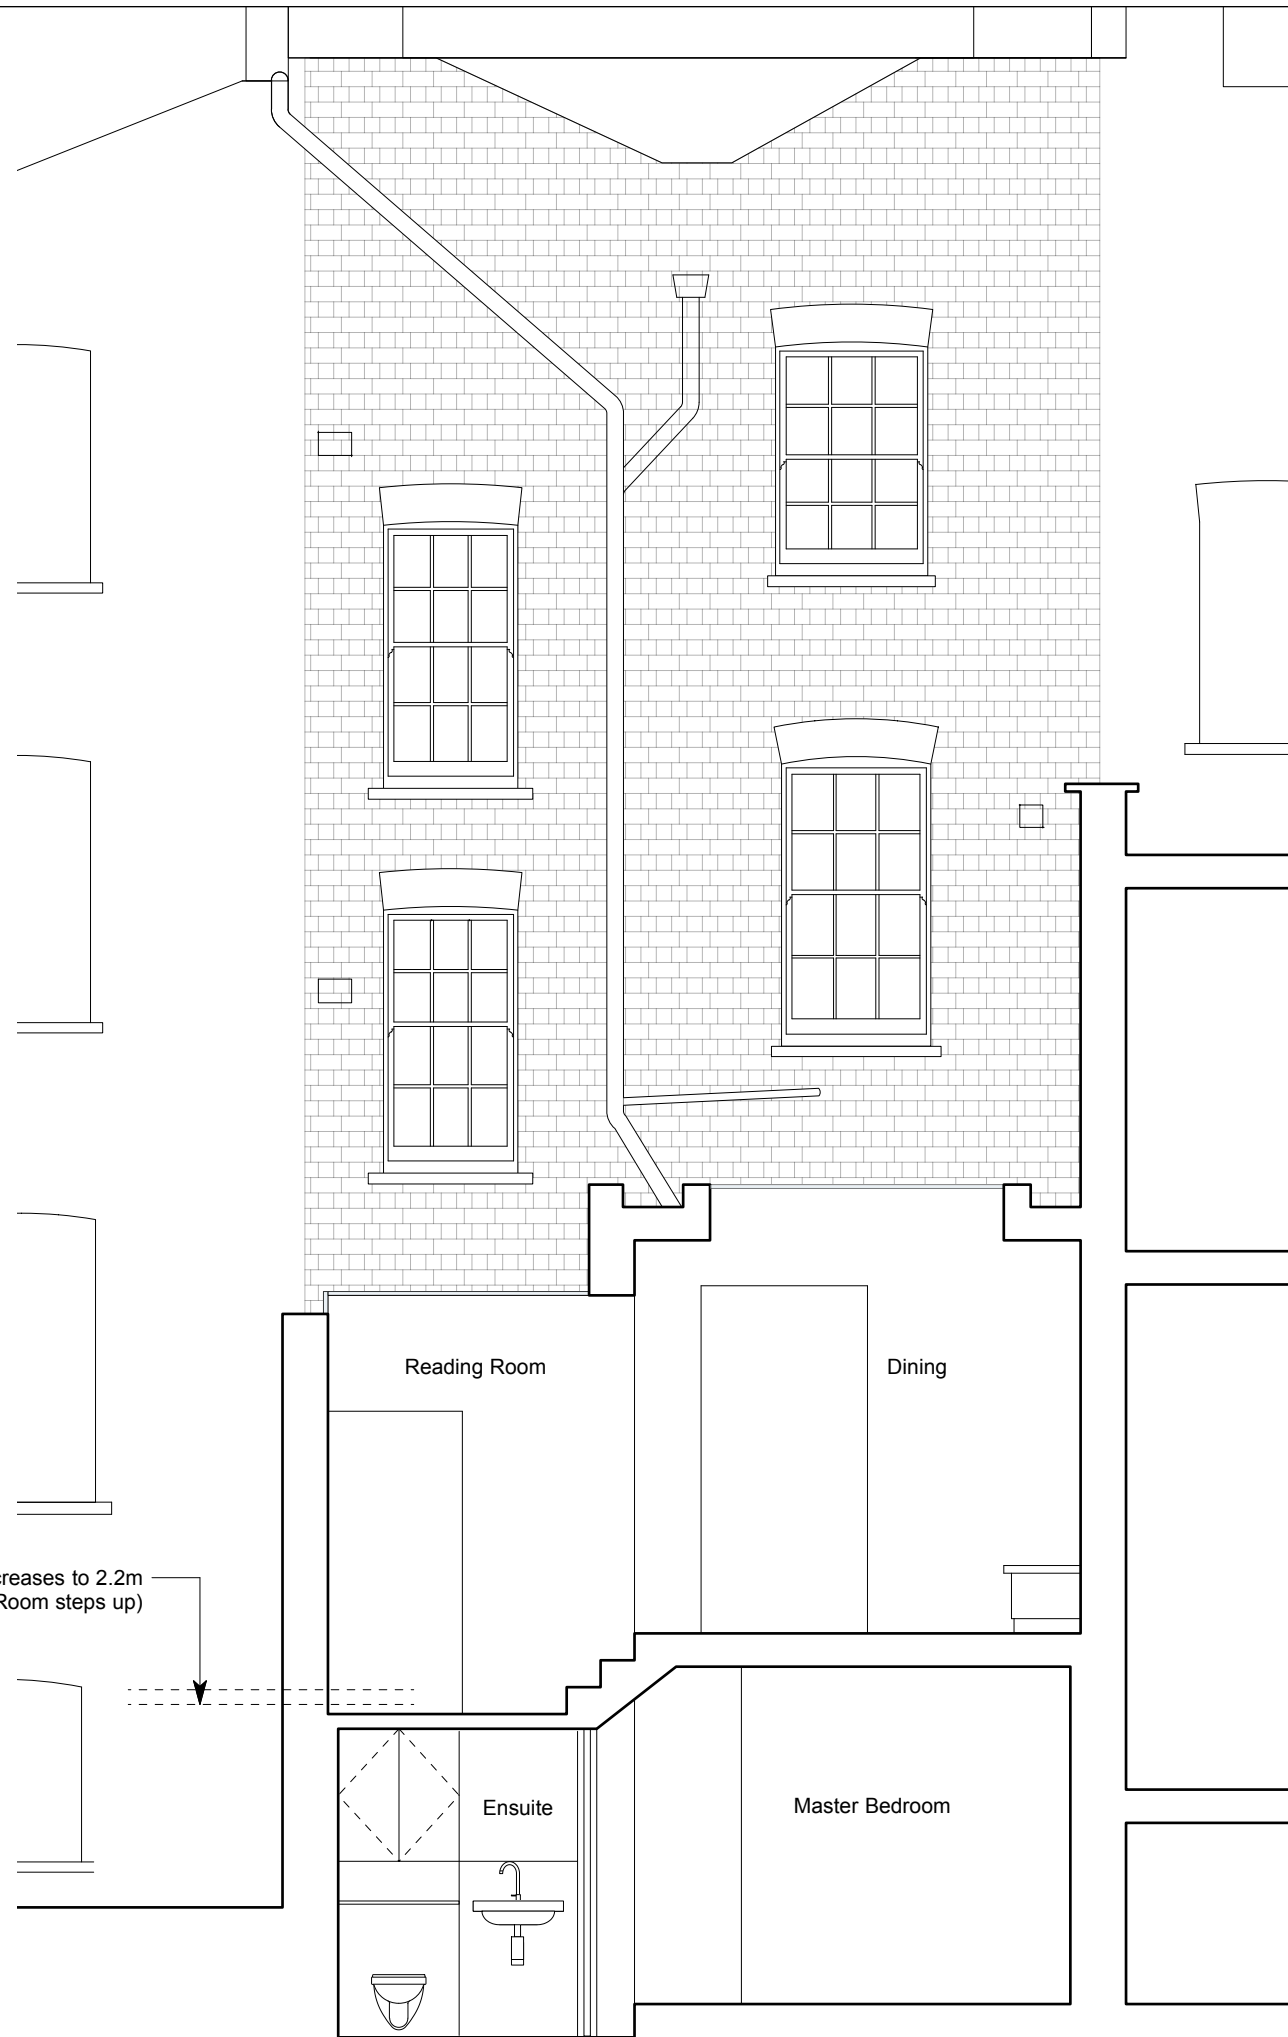 Reading Room
Dining
creases to 2.2m
Room steps up)
Ensuite
Master Bedroom